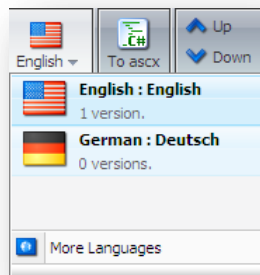 English
To ascx
C#
Up
Down
English : English
1 version.
German : Deutsch
0 versions.
More Languages